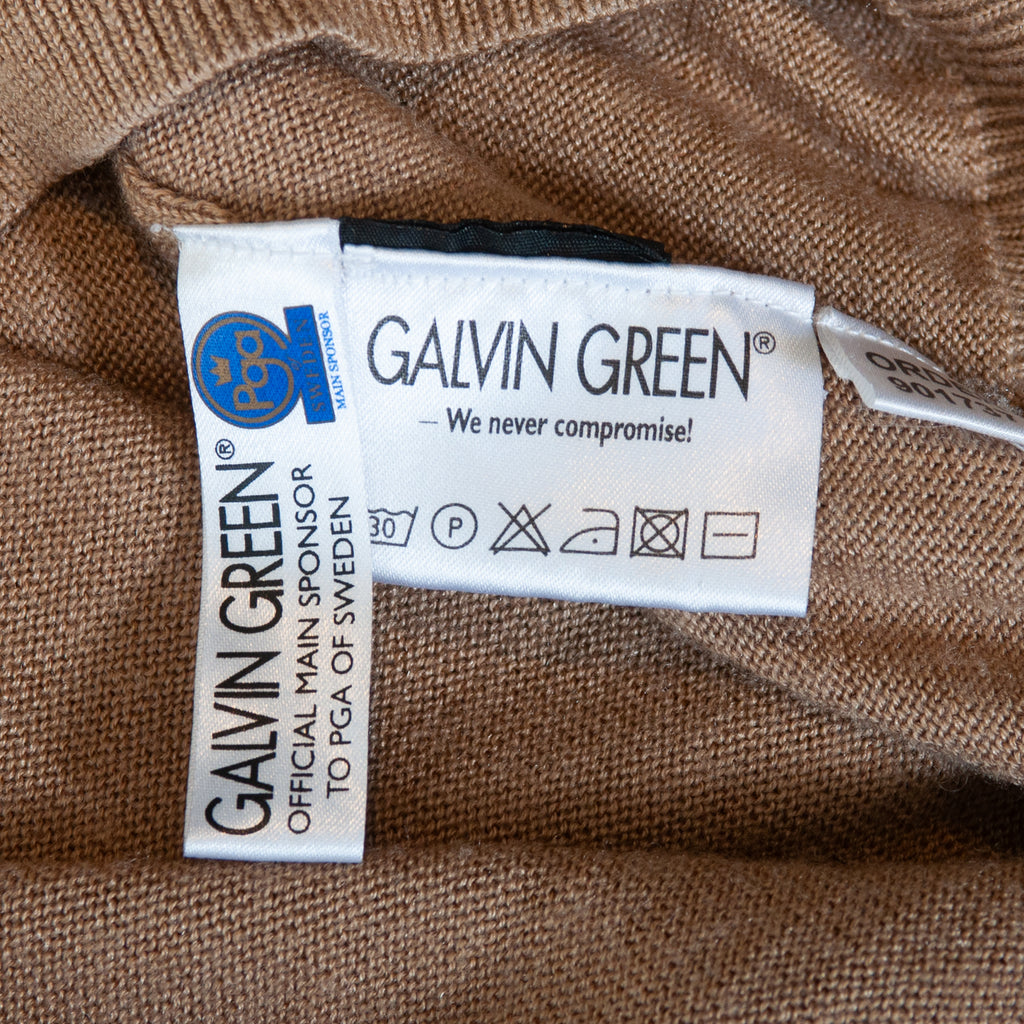 Pga
SWEDEN
MAIN SPONSOR
GALVIN GREEN®
OFFICIAL MAIN SPONSOR
TO PGA OF SWEDEN
GALVIN GREEN®
– We never compromise!
30 P